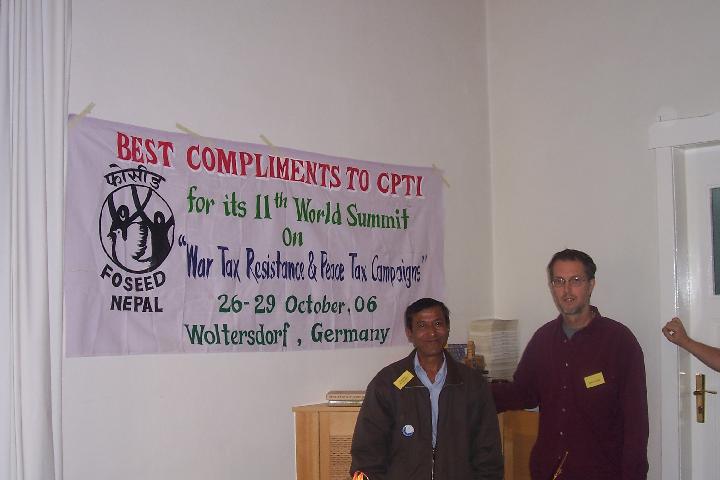 BEST COMPLIMENTS TO CPTI
for its 11th World Summit
On
"War Tax Resistance & Peace Tax Campaigns"
26-29 October, 06
Woltersdorf, Germany
फोसीड
FOSEED
NEPAL